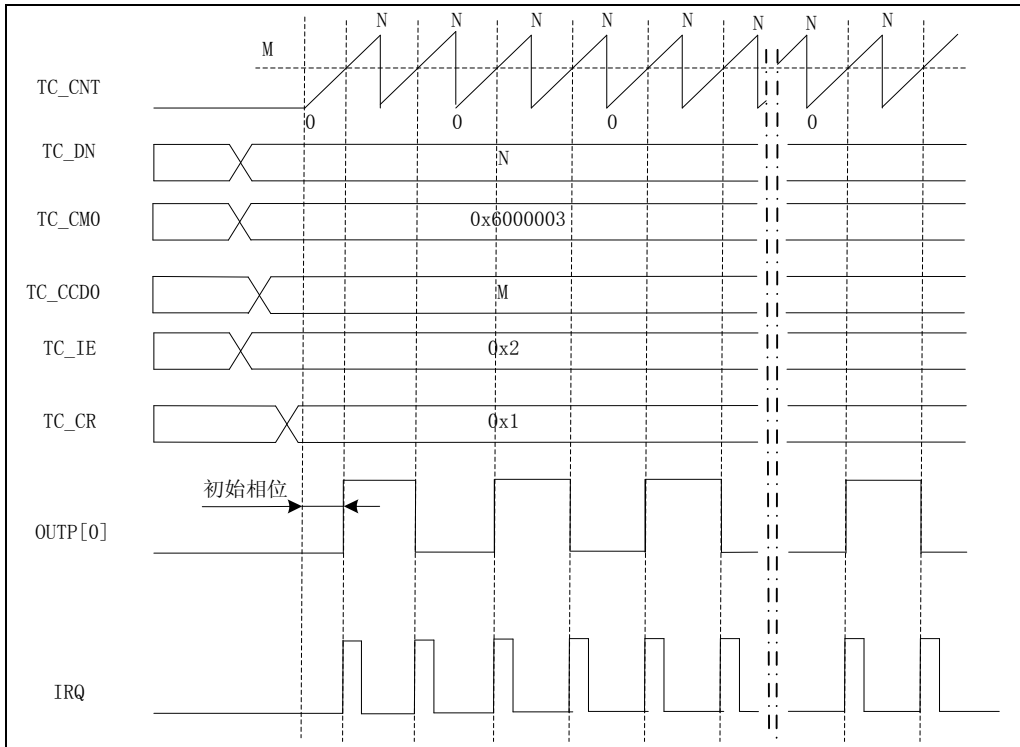 N N N N N N N N
M
TC_CNT
0 0 0 0
TC_DN
N
TC_CM0
0x6000003
TC_CCD0
M
TC_IE
0x2
TC_CR
0x1
初始相位
OUTP[0]
IRQ